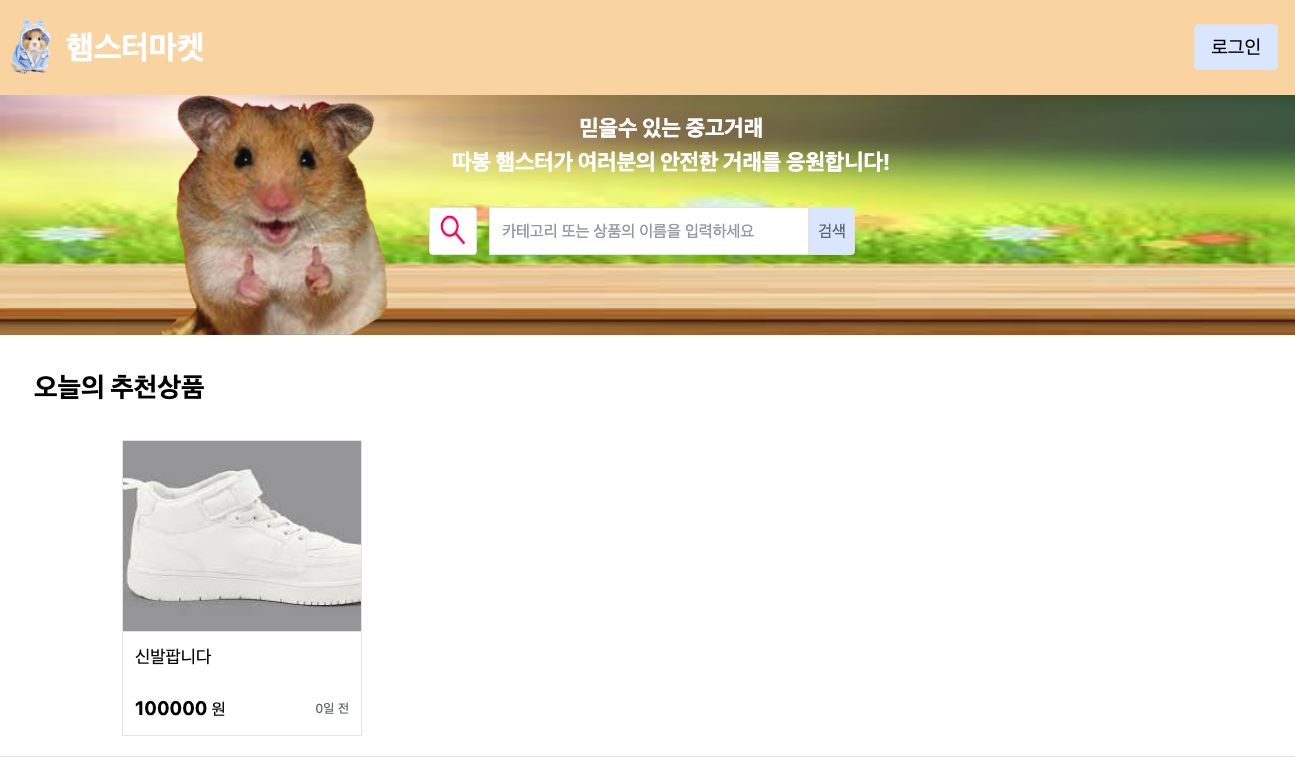 햄스터마켓
로그인
믿을수 있는 중고거래
따봉 햄스터가 여러분의 안전한 거래를 응원합니다!
카테고리 또는 상품의 이름을 입력하세요
검색
오늘의 추천상품
신발팝니다
100000 원
0일 전